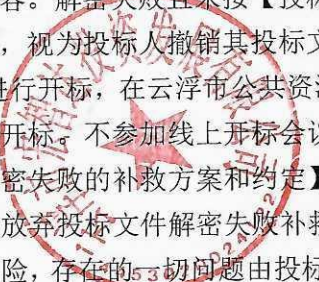 容。解密失败且未按【投标
，视为投标人撤销其投标文
行开标，在云浮市公共资
开标。不参加线上开标会议
密失败的补救方案和约定】
放弃投标文件解密失败补救
险，存在的一切问题由投标